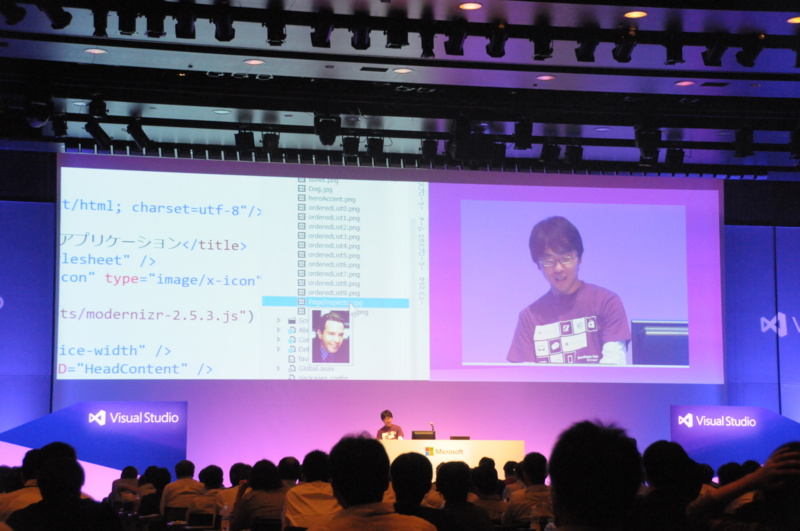 t/html; charset=utf-8"/>
アプリケーション</title>
lesheet" />
con" type="image/x-icon"
ts/modernizr-2.5.3.js")
ice-width" />
D="HeadContent" />
Dog.jpg
heroAccent.png
orderedList0.png
orderedList1.png
orderedList2.png
orderedList3.png
orderedList4.png
orderedList5.png
orderedList6.png
orderedList7.png
orderedList8.png
orderedList9.png
Global.asax
packages.config
Visual Studio
Microsoft
Visual Studio